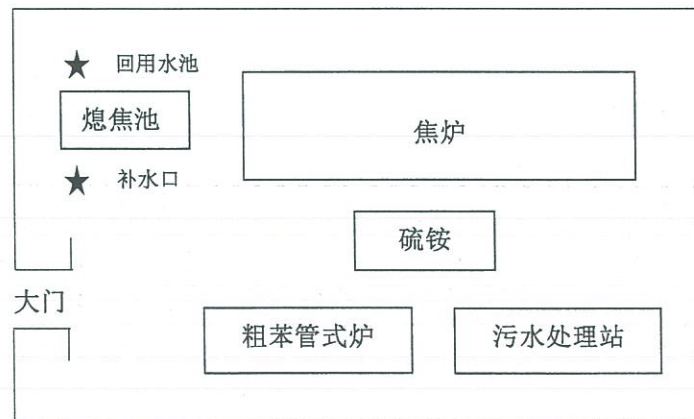 ★ 回用水池
熄焦池
焦炉
★ 补水口
硫铵
大门
粗苯管式炉
污水处理站